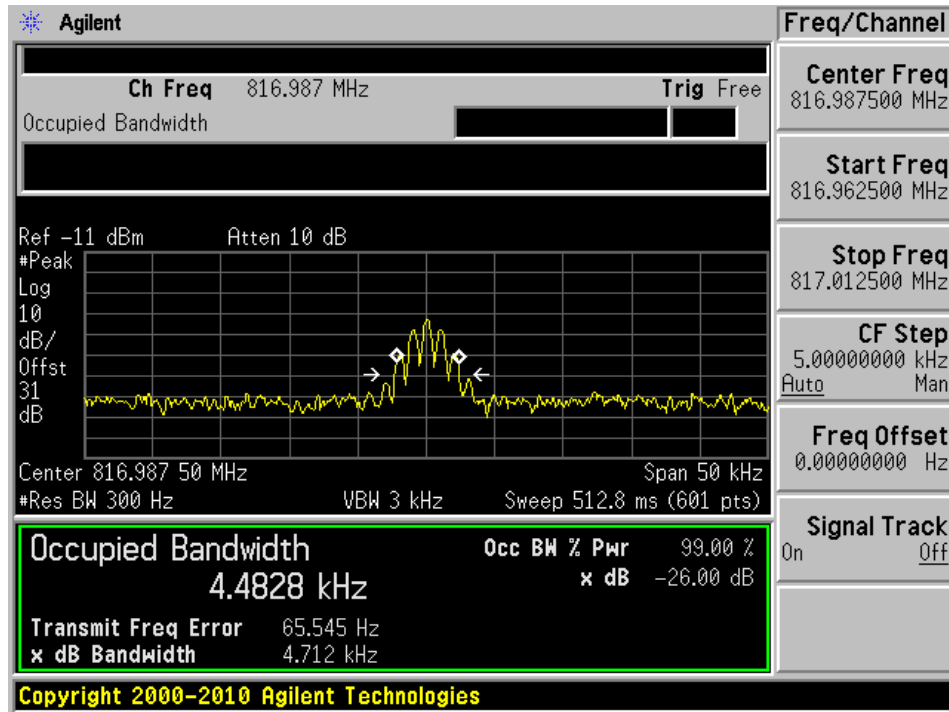 Agilent
Freq/Channel
Ch Freq 816.987 MHz Trig Free
Occupied Bandwidth
Center Freq
816.987500 MHz
Start Freq
816.962500 MHz
Stop Freq
817.012500 MHz
CF Step
5.00000000 kHz
Auto Man
Freq Offset
0.00000000 Hz
Signal Track
On Off
Ref -11 dBm Atten 10 dB
#Peak
Log
10
dB/
Offst
31
dB
Center 816.987 50 MHz Span 50 kHz
#Res BW 300 Hz VBW 3 kHz Sweep 512.8 ms (601 pts)
Occupied Bandwidth Occ BW % Pwr 99.00 %
4.4828 kHz x dB -26.00 dB
Transmit Freq Error 65.545 Hz
x dB Bandwidth 4.712 kHz
Copyright 2000-2010 Agilent Technologies